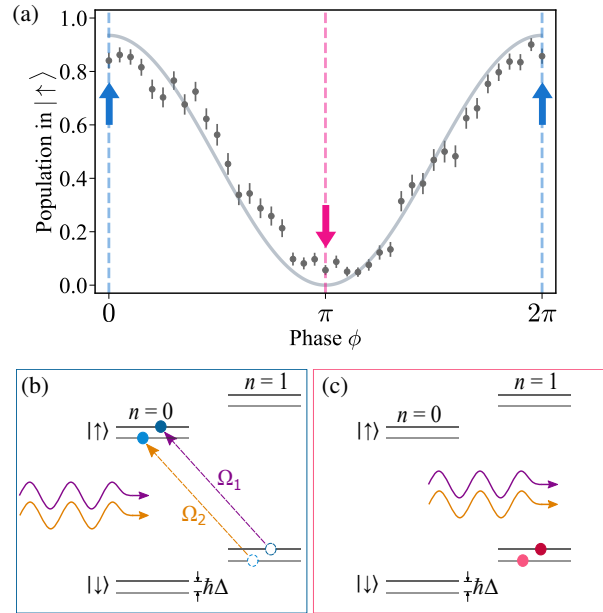 (a)
1.0
0.8
0.6
0.4
0.2
0.0
Population in |↑⟩
0
π
2π
Phase ϕ
(b)
n = 1
n = 0
|↑⟩
Ω₁
Ω₂
|↓⟩
ħΔ
(c)
n = 1
n = 0
|↑⟩
|↓⟩
ħΔ